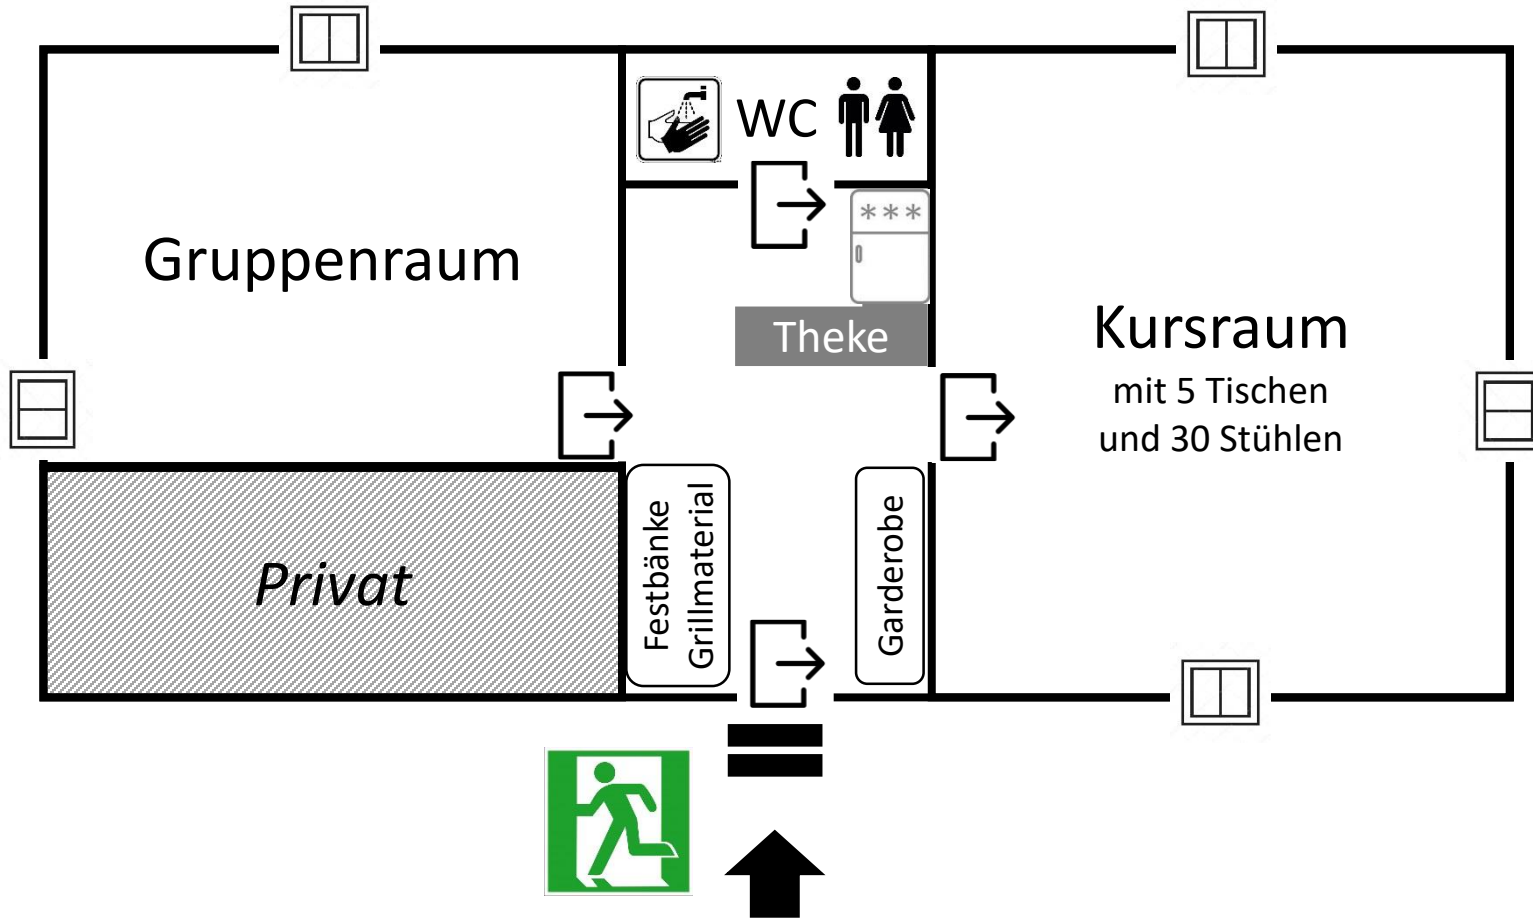 WC
Gruppenraum
***
Theke
Kursraum
mit 5 Tischen
und 30 Stühlen
Privat
Festbänke
Grillmaterial
Garderobe